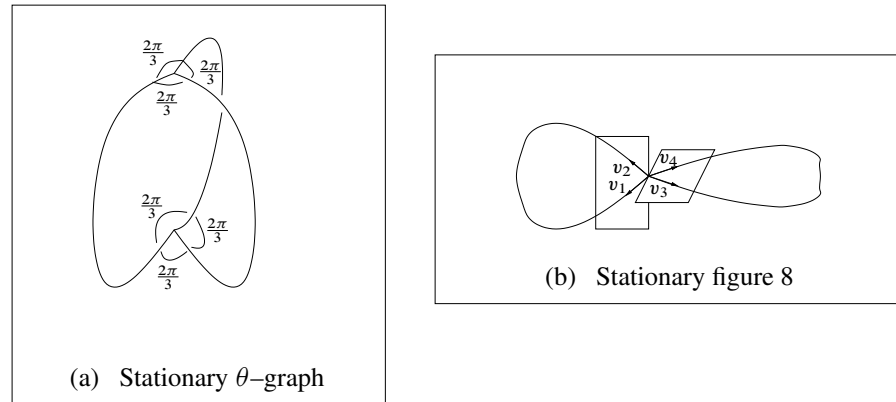 2π/3
2π/3
2π/3
2π/3
2π/3
2π/3
(a) Stationary θ–graph
v₂ v₄
v₁ v₃
(b) Stationary figure 8